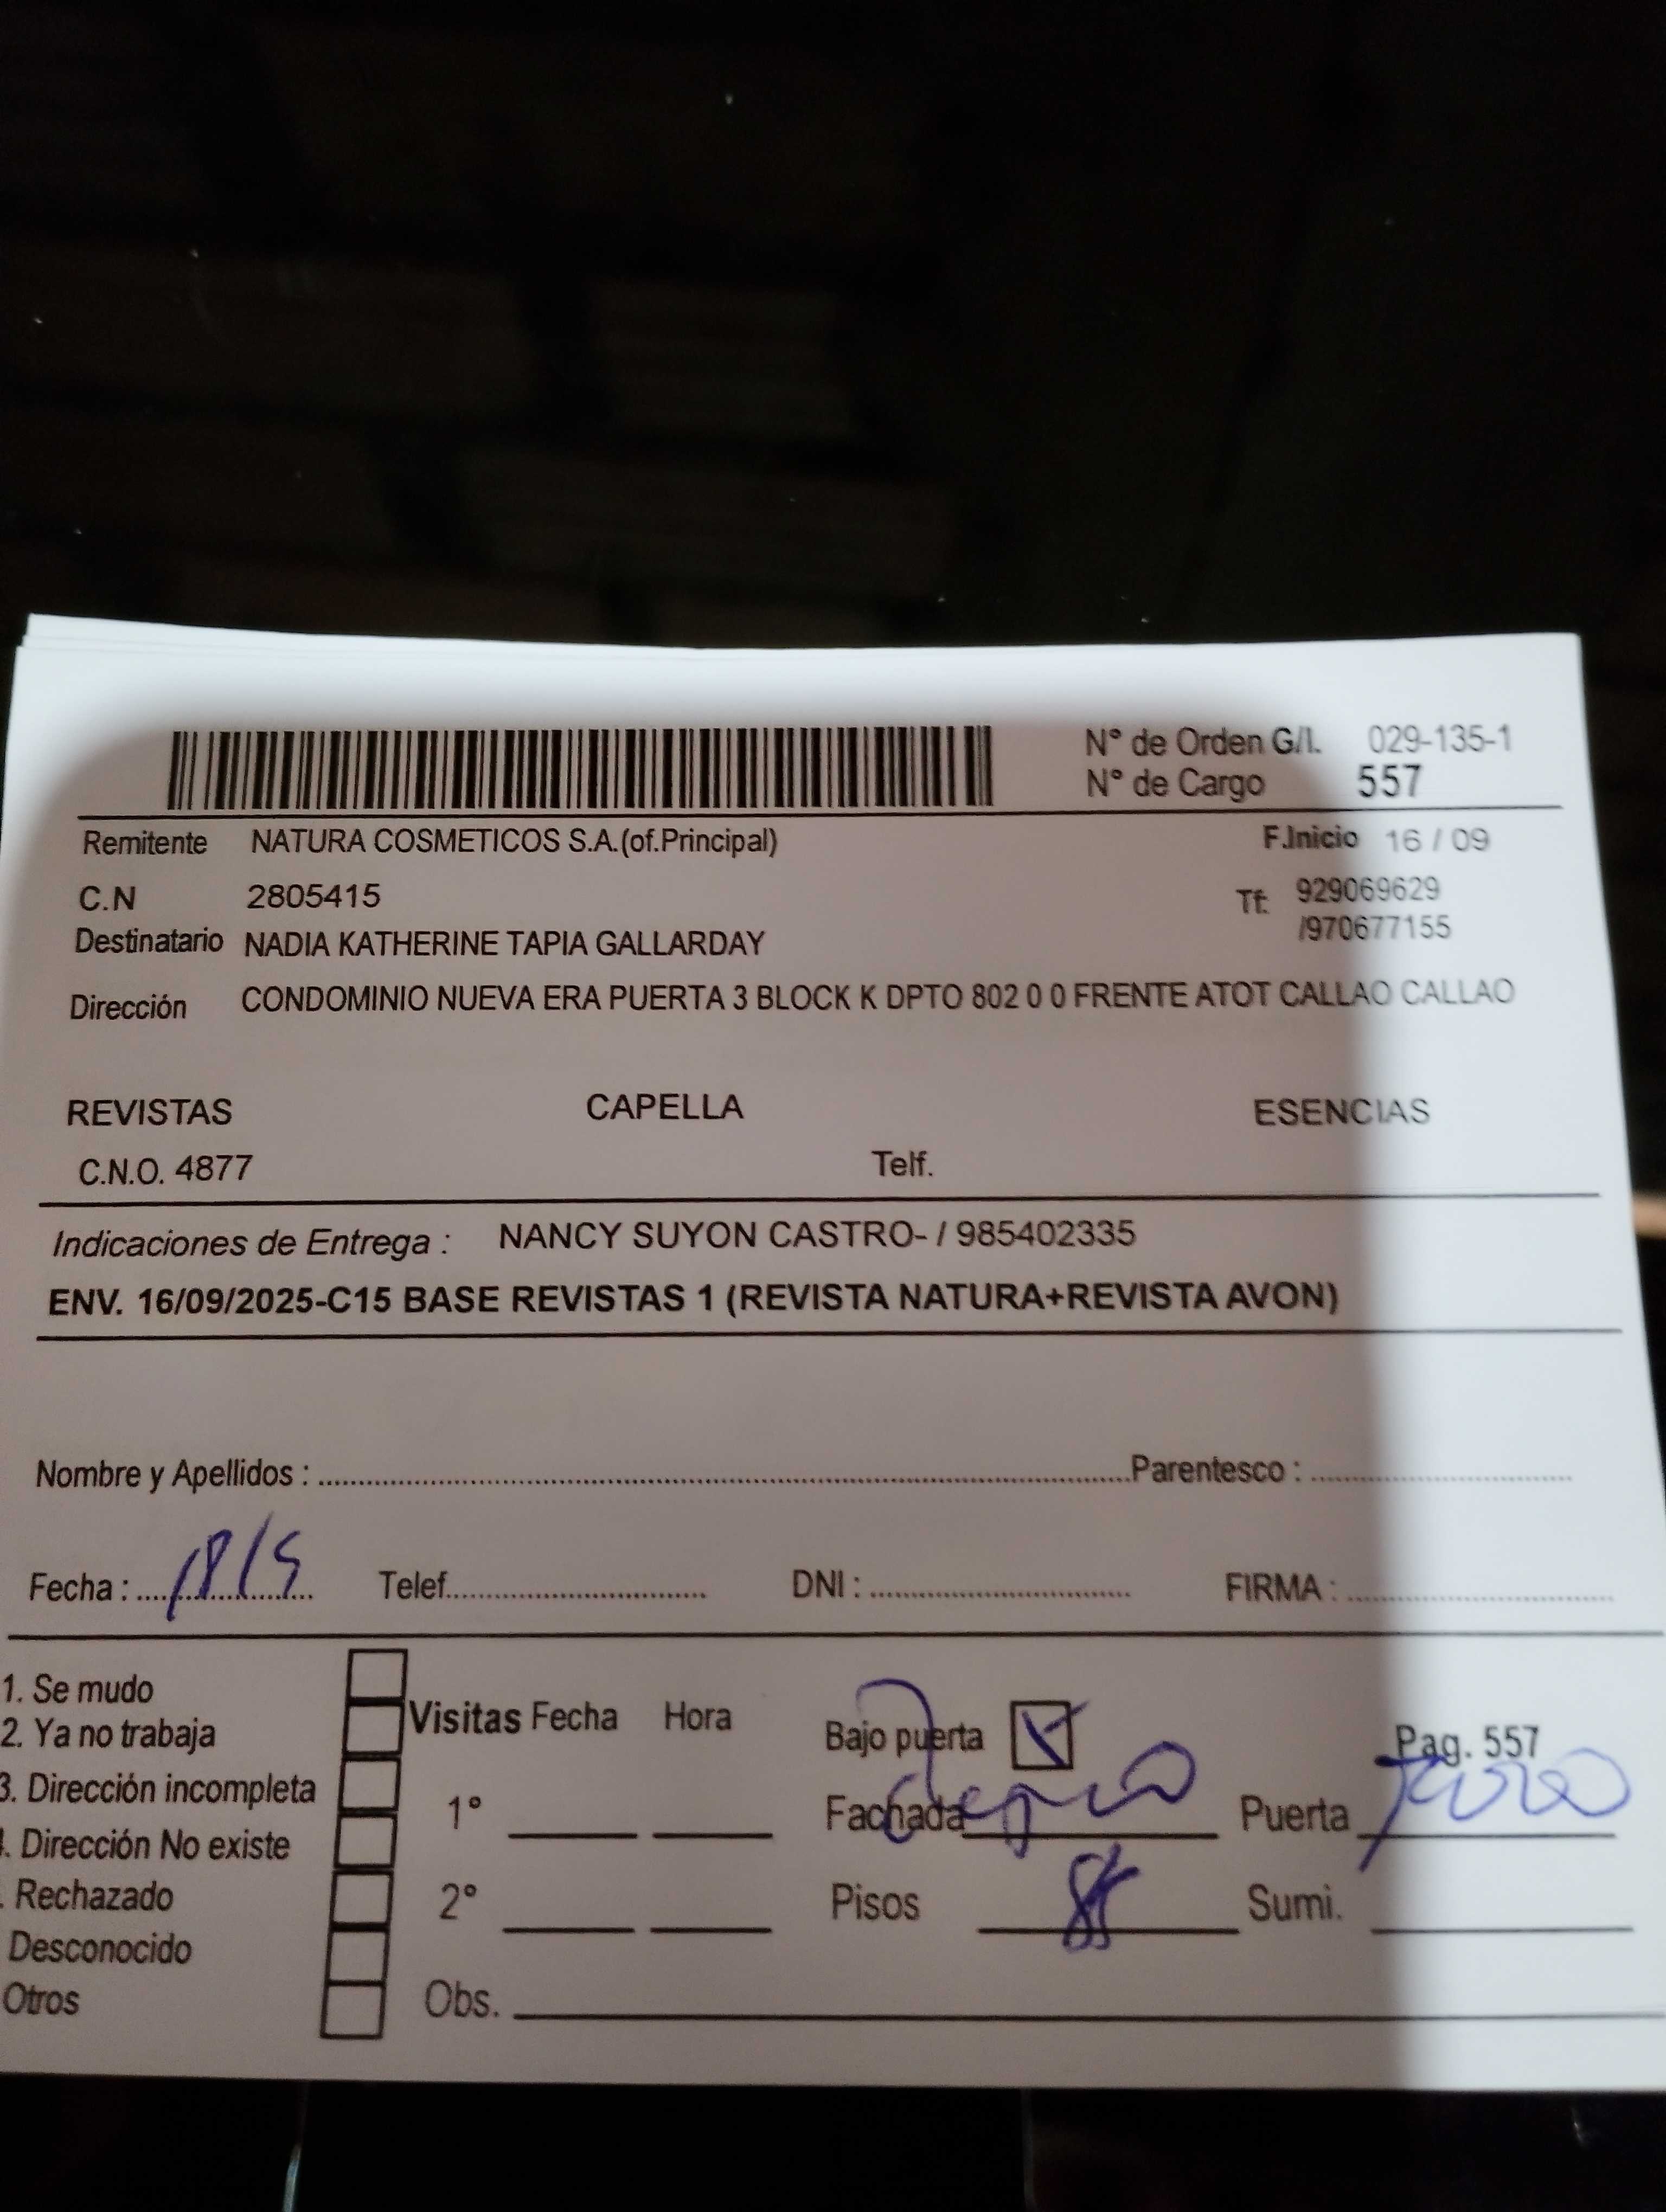 N° de Orden G/I. 029-135-1
N° de Cargo 557
Remitente NATURA COSMETICOS S.A.(of.Principal)
F.Inicio 16 / 09
C.N 2805415
Tf: 929069629
/970677155
Destinatario NADIA KATHERINE TAPIA GALLARDAY
Dirección CONDOMINIO NUEVA ERA PUERTA 3 BLOCK K DPTO 802 0 0 FRENTE ATOT CALLAO CALLAO
REVISTAS CAPELLA ESENCIAS
C.N.O. 4877 Telf.
Indicaciones de Entrega : NANCY SUYON CASTRO- / 985402335
ENV. 16/09/2025-C15 BASE REVISTAS 1 (REVISTA NATURA+REVISTA AVON)
Nombre y Apellidos : Parentesco :
Fecha : 18/9 Telef. DNI : FIRMA :
1. Se mudo
2. Ya no trabaja
3. Dirección incompleta
. Dirección No existe
. Rechazado
Desconocido
Otros
Visitas Fecha Hora
1°
2°
Obs.
Bajo puerta
Pag. 557
Fachada Puerta
Pisos Sumi.